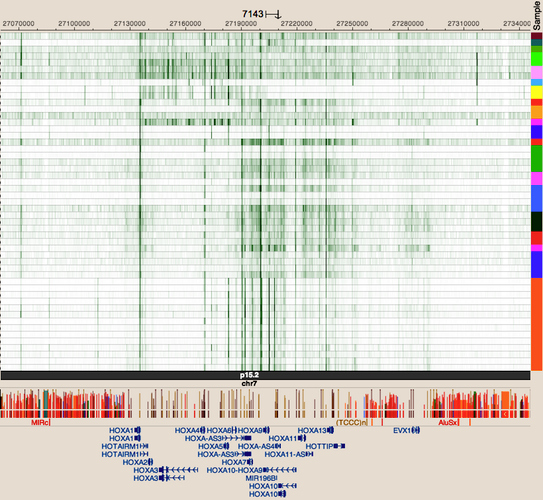 7143
27070000 27100000 27130000 27160000 27190000 27220000 27250000 27280000 27310000 2734000
Sample
p15.2
chr7
MIRc (TCCC)n AluSx
HOXA1 HOXA4 HOXA6 HOXA9 HOXA13 EVX1
HOXA1 HOXA-AS3 HOXA11
HOTAIRM1 HOXA5 HOXA-AS4 HOTTIP
HOTAIRM1 HOXA-AS3 HOXA11-AS
HOXA2 HOXA7
HOXA3 HOXA10-HOXA9
HOXA3 MIR196B
HOXA10
HOXA10